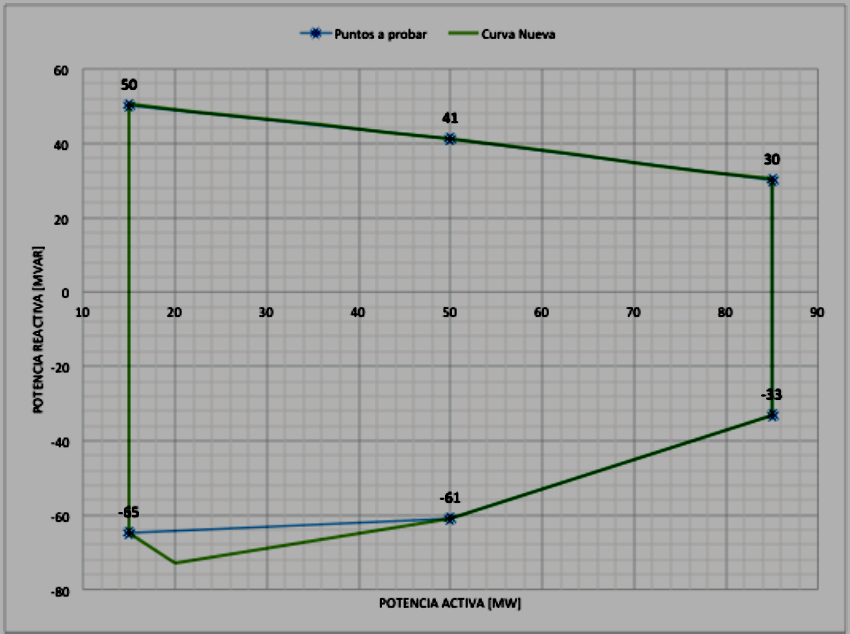 Puntos a probar
Curva Nueva
60
50
41
40
30
20
POTENCIA REACTIVA [MVAR]
0
10 20 30 40 50 60 70 80 90
-20
-33
-40
-61
-65
-60
-80
POTENCIA ACTIVA [MW]